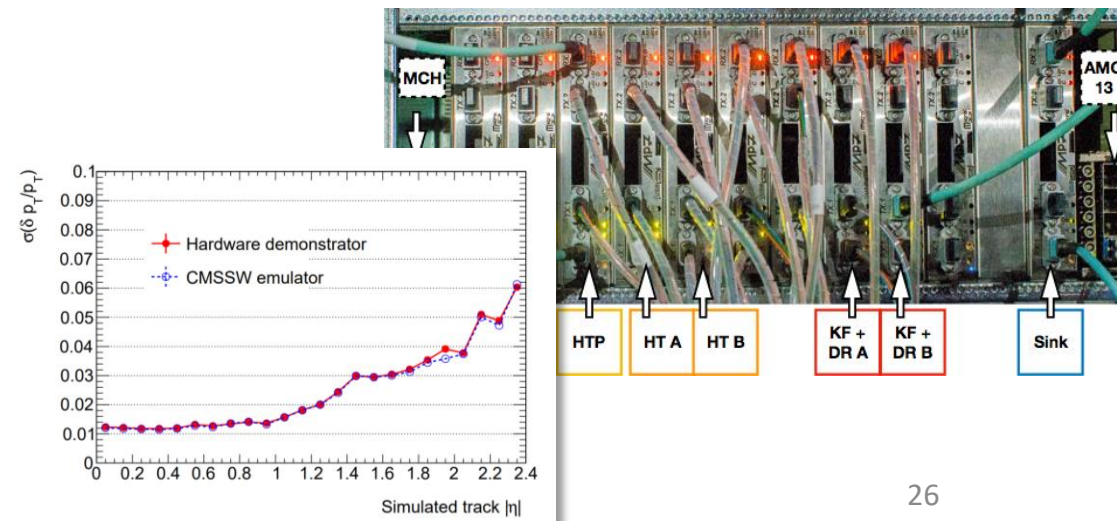 MCH
AMC
13
HTP
HT A
HT B
KF +
DR A
KF +
DR B
Sink
σ(δ p_T/p_T)
0.1
0.09
0.08
0.07
0.06
0.05
0.04
0.03
0.02
0.01
0
Hardware demonstrator
CMSSW emulator
0 0.2 0.4 0.6 0.8 1 1.2 1.4 1.6 1.8 2 2.2 2.4
Simulated track |η|
26